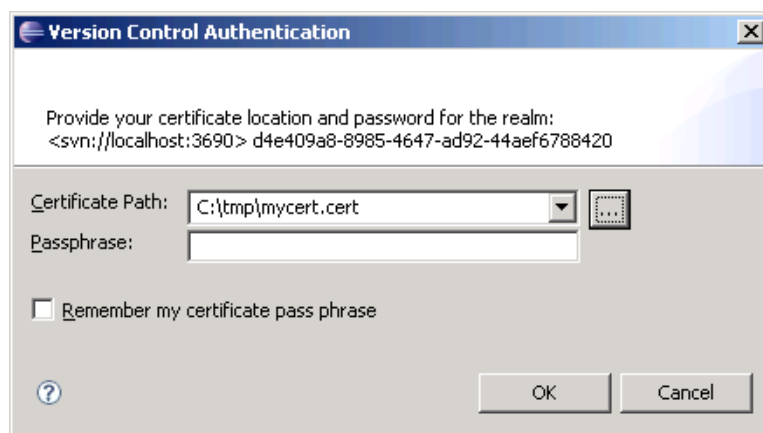 Version Control Authentication
Provide your certificate location and password for the realm:
<svn://localhost:3690> d4e409a8-8985-4647-ad92-44aef6788420
Certificate Path: C:\tmp\mycert.cert ...
Passphrase:
Remember my certificate pass phrase
? OK Cancel